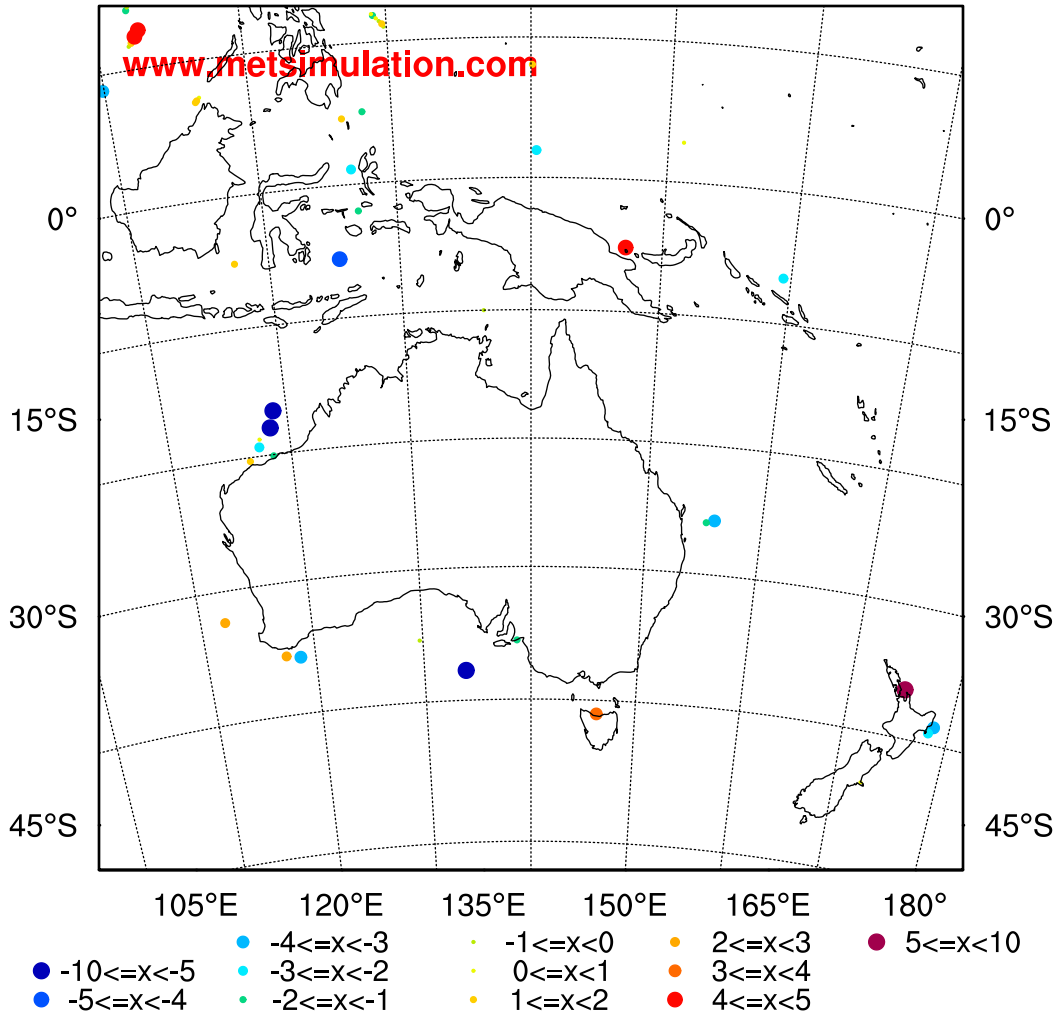 www.metsimulation.com
0° 0°
15°S 15°S
30°S 30°S
45°S 45°S
105°E 120°E 135°E 150°E 165°E 180°
-4<=x<-3 -1<=x<0 2<=x<3 5<=x<10
-10<=x<-5 -3<=x<-2 0<=x<1 3<=x<4
-5<=x<-4 -2<=x<-1 1<=x<2 4<=x<5